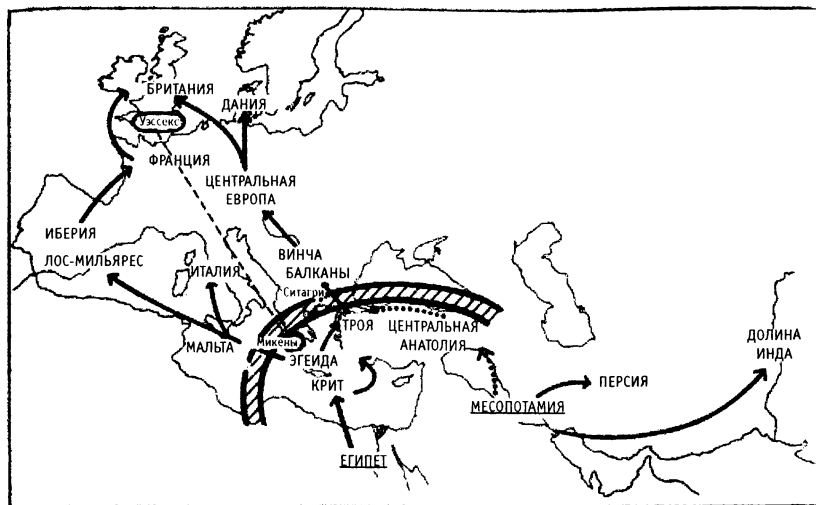 БРИТАНИЯ
ДАНИЯ
Уэссекс
ФРАНЦИЯ
ЦЕНТРАЛЬНАЯ
ЕВРОПА
ИБЕРИЯ
ВИНЧА
ЛОС-МИЛЬЯРЕС
ИТАЛИЯ
БАЛКАНЫ
Ситагри
ТРОЯ
ЦЕНТРАЛЬНАЯ
АНАТОЛИЯ
МАЛЬТА
Микены
ЭГЕИДА
КРИТ
ДОЛИНА
ИНДА
ПЕРСИЯ
МЕСОПОТАМИЯ
ЕГИПЕТ